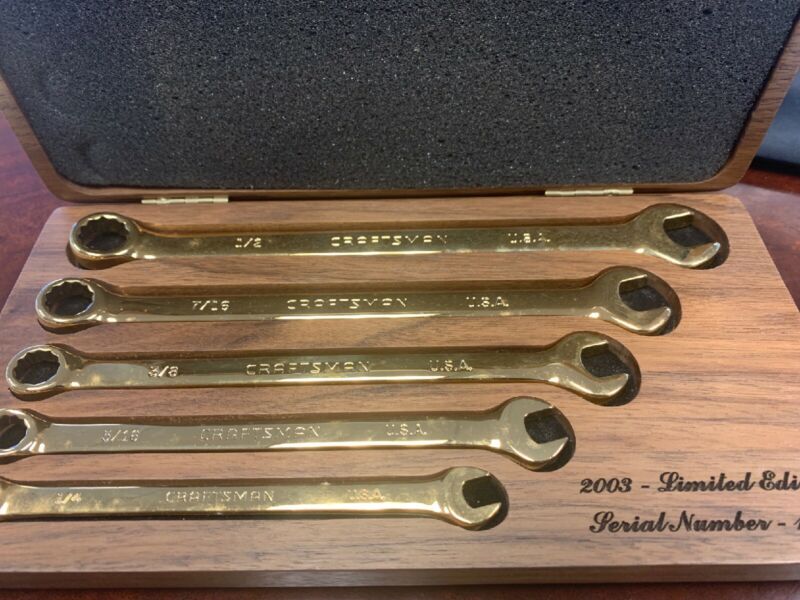 1/2 CRAFTSMAN U.S.A.
7/16 CRAFTSMAN U.S.A.
3/8 CRAFTSMAN U.S.A.
5/16 CRAFTSMAN U.S.A.
1/4 CRAFTSMAN U.S.A.
2003 - Limited Edi
Serial Number -